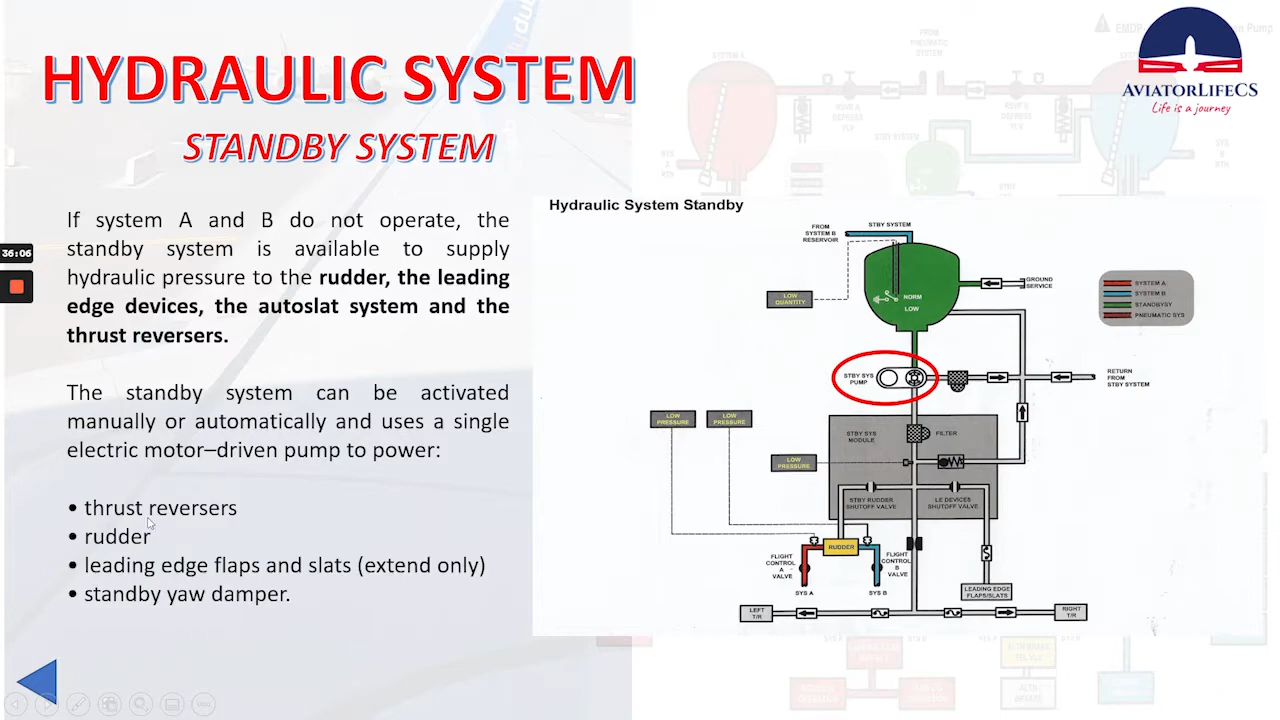 HYDRAULIC SYSTEM
STANDBY SYSTEM
If system A and B do not operate, the
standby system is available to supply
hydraulic pressure to the rudder, the leading
edge devices, the autoslat system and the
thrust reversers.
The standby system can be activated
manually or automatically and uses a single
electric motor–driven pump to power:
• thrust reversers
• rudder
• leading edge flaps and slats (extend only)
• standby yaw damper.
36:06
AVIATORLIFECS
Life is a journey
SYSTEM A
FROM
PNEUMATIC
SYSTEM
STBY SYSTEM
Hydraulic System Standby
FROM
SYSTEM B
RESERVOIR
STBY SYSTEM
LOW
QUANTITY
NORM
LOW
GROUND
SERVICE
SYSTEM A
SYSTEM B
STANDBYSY
PNEUMATIC SYS
STBY SYS
PUMP
RETURN
FROM
STBY SYSTEM
LOW
PRESSURE
LOW
PRESSURE
STBY SYS
MODULE
FILTER
LOW
PRESSURE
STBY RUDDER
SHUTOFF VALVE
LE DEVICES
SHUTOFF VALVE
RUDDER
FLIGHT
CONTROL
A
VALVE
FLIGHT
CONTROL
B
VALVE
SYS A
SYS B
LEADING EDGE
FLAPS/SLATS
LEFT
T/R
RIGHT
T/R